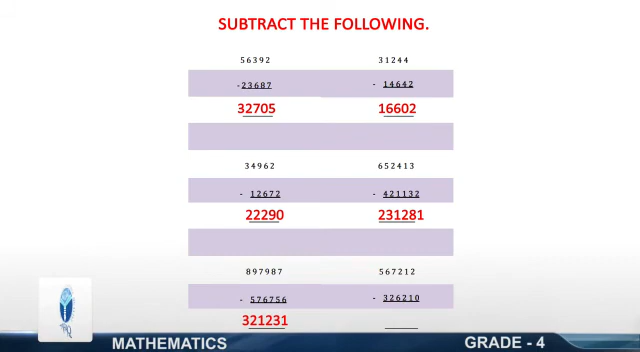 SUBTRACT THE FOLLOWING.
56392 31244
-23687 - 14642
32705 16602
34962 652413
- 12672 - 421132
22290 231281
897987 567212
- 576756 - 326210
321231
MATHEMATICS GRADE - 4